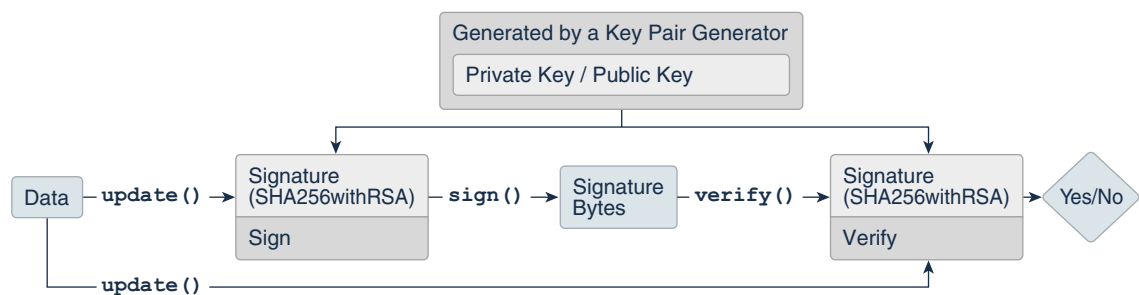 Generated by a Key Pair Generator
Private Key / Public Key
Data
update()
Signature
(SHA256withRSA)
Sign
sign()
Signature
Bytes
verify()
Signature
(SHA256withRSA)
Verify
Yes/No
update()